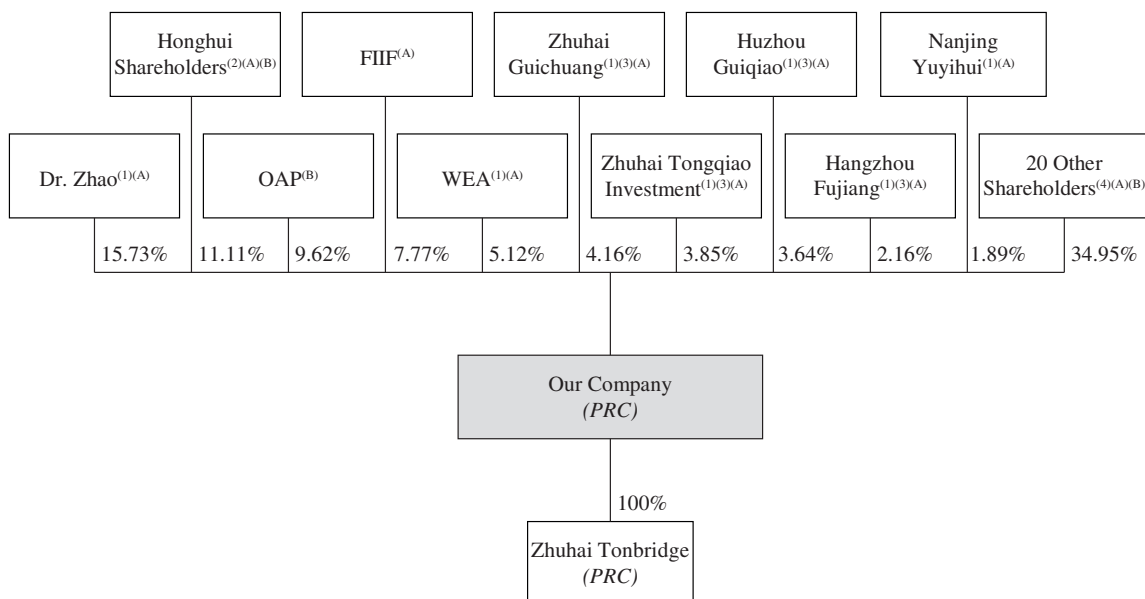 Honghui
Shareholders(2)(A)(B)
FIIF(A)
Zhuhai
Guichuang(1)(3)(A)
Huzhou
Guiqiao(1)(3)(A)
Nanjing
Yuyihui(1)(A)
Dr. Zhao(1)(A)
OAP(B)
WEA(1)(A)
Zhuhai Tongqiao
Investment(1)(3)(A)
Hangzhou
Fujiang(1)(3)(A)
20 Other
Shareholders(4)(A)(B)
15.73%
11.11%
9.62%
7.77%
5.12%
4.16%
3.85%
3.64%
2.16%
1.89%
34.95%
Our Company
(PRC)
100%
Zhuhai Tonbridge
(PRC)